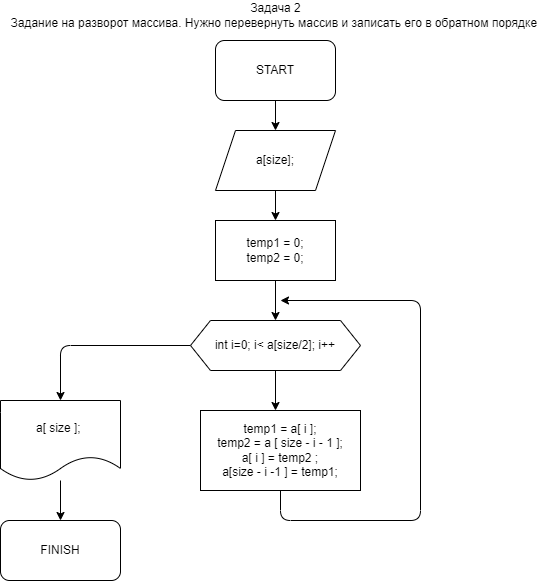 Задача 2
Задание на разворот массива. Нужно перевернуть массив и записать его в обратном порядке
START
a[size];
temp1 = 0;
temp2 = 0;
int i=0; i< a[size/2]; i++
a[ size ];
temp1 = a[ i ];
temp2 = a [ size - i - 1 ];
a[ i ] = temp2 ;
a[size - i -1 ] = temp1;
FINISH